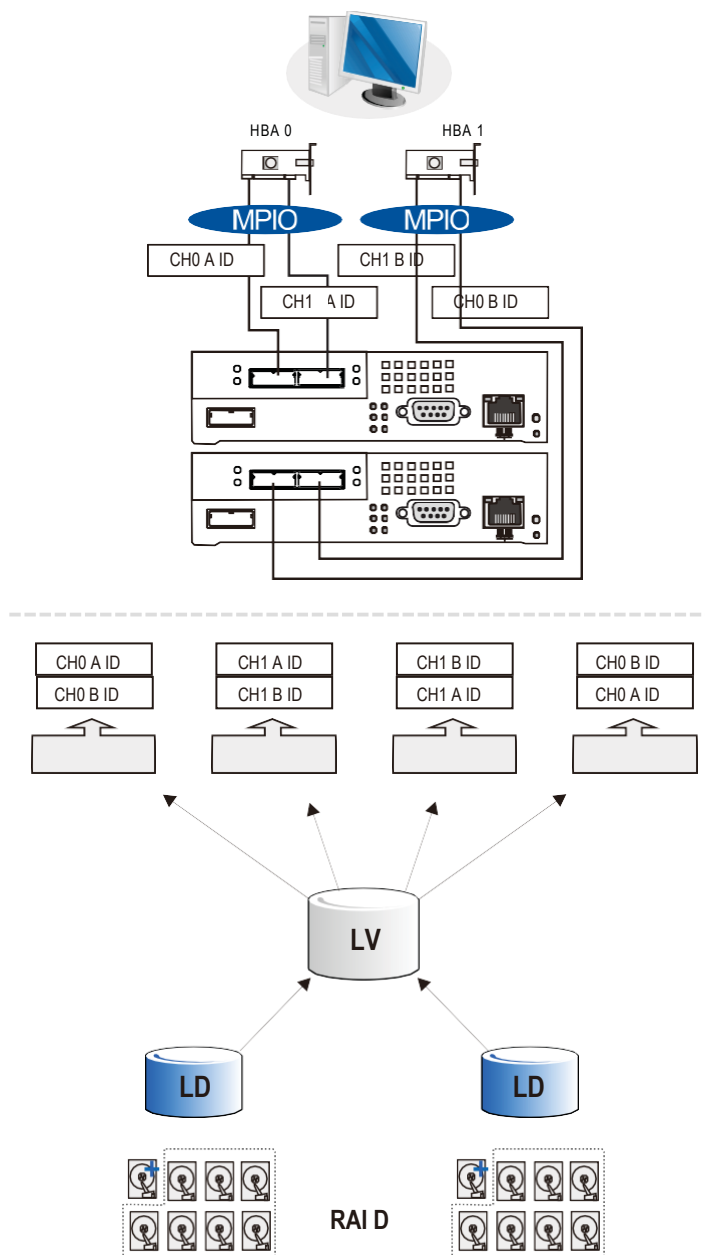 HBA 0
HBA 1
MPIO
MPIO
CH0 A ID
CH1 B ID
CH1 A ID
CH0 B ID
CH0 A ID
CH1 A ID
CH1 B ID
CH0 B ID
CH0 B ID
CH1 B ID
CH1 A ID
CH0 A ID
LV
LD
LD
RAI D